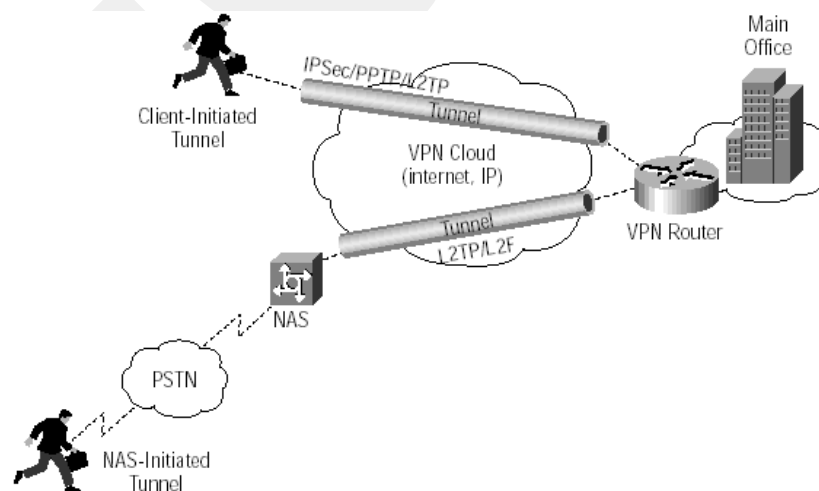 Main
Office
IPSec/PPTP/L2TP
Tunnel
Client-Initiated
Tunnel
VPN Cloud
(internet, IP)
Tunnel
L2TP/L2F
VPN Router
NAS
PSTN
NAS-Initiated
Tunnel